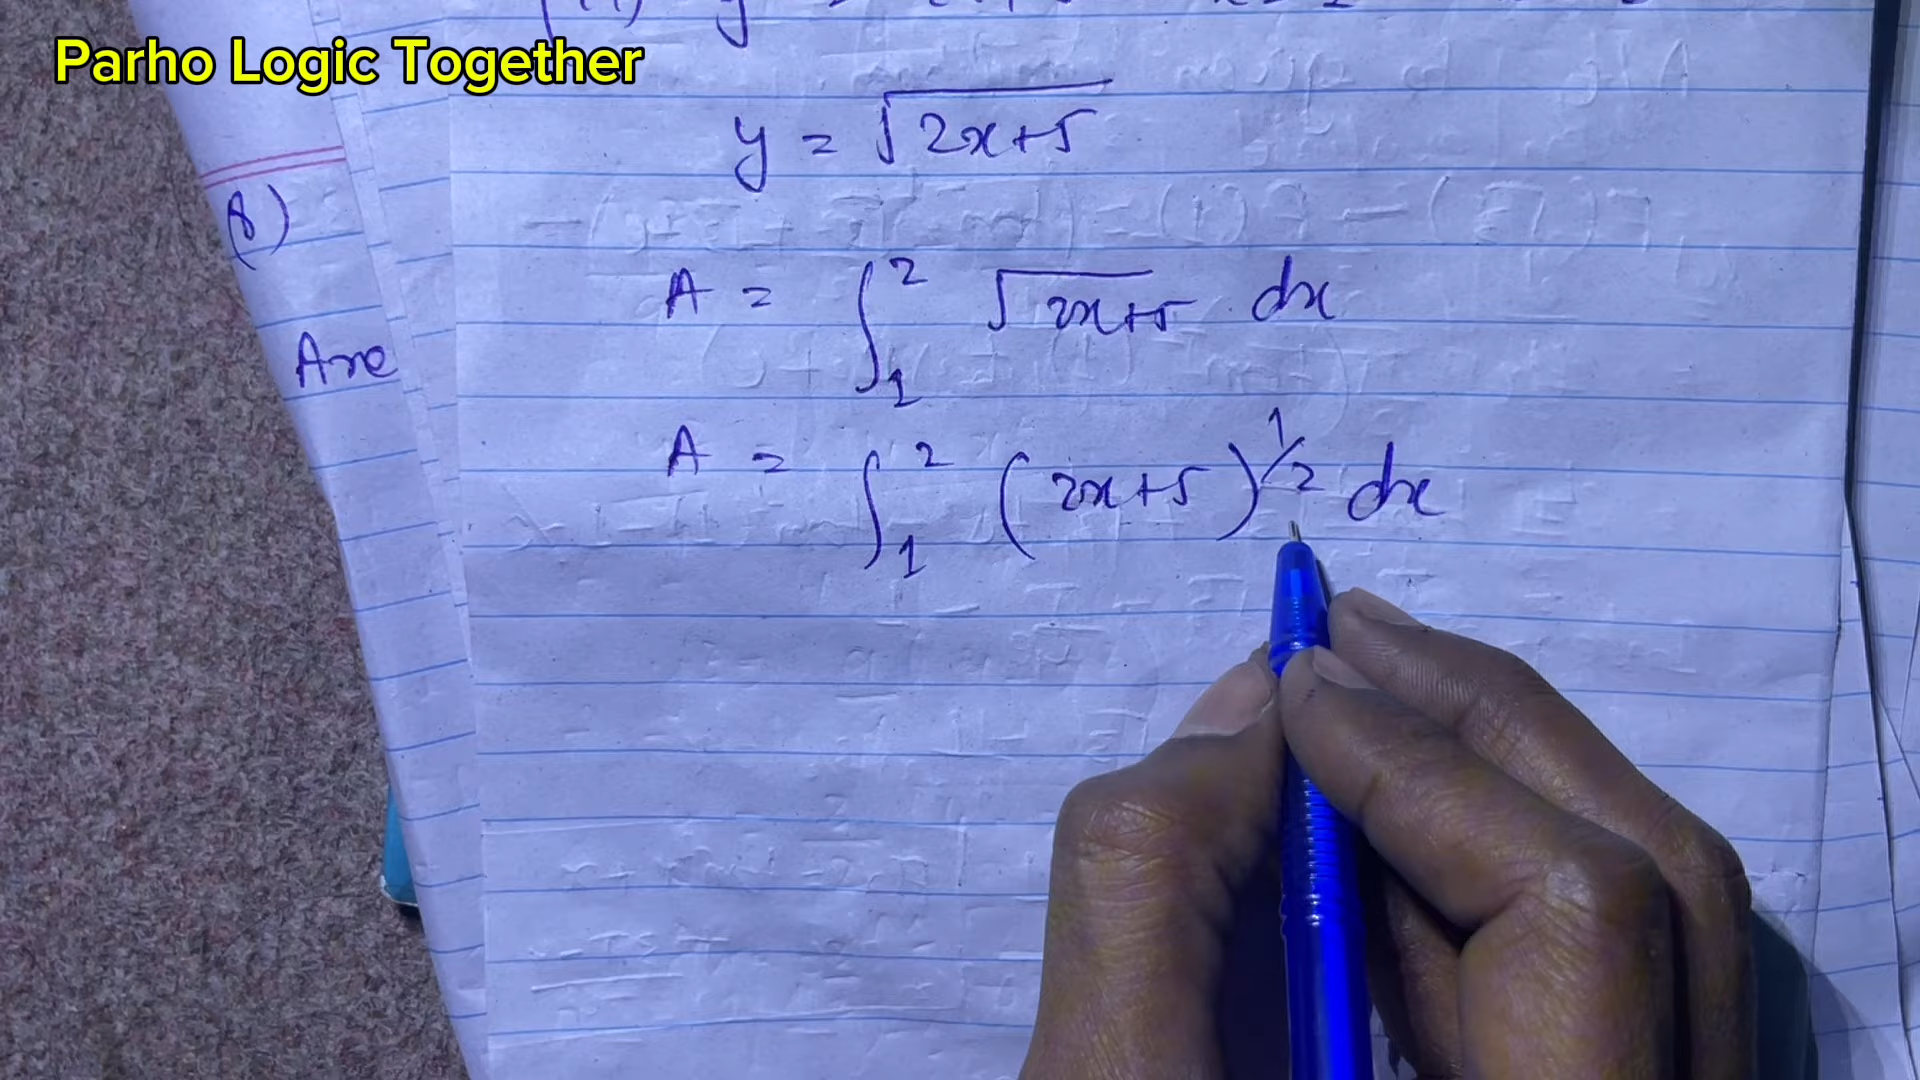 Parho Logic Together
y = √2x+5
(8)
A = ∫₁² √2x+5 dx
Are
A = ∫₁² (2x+5)^1/2 dx